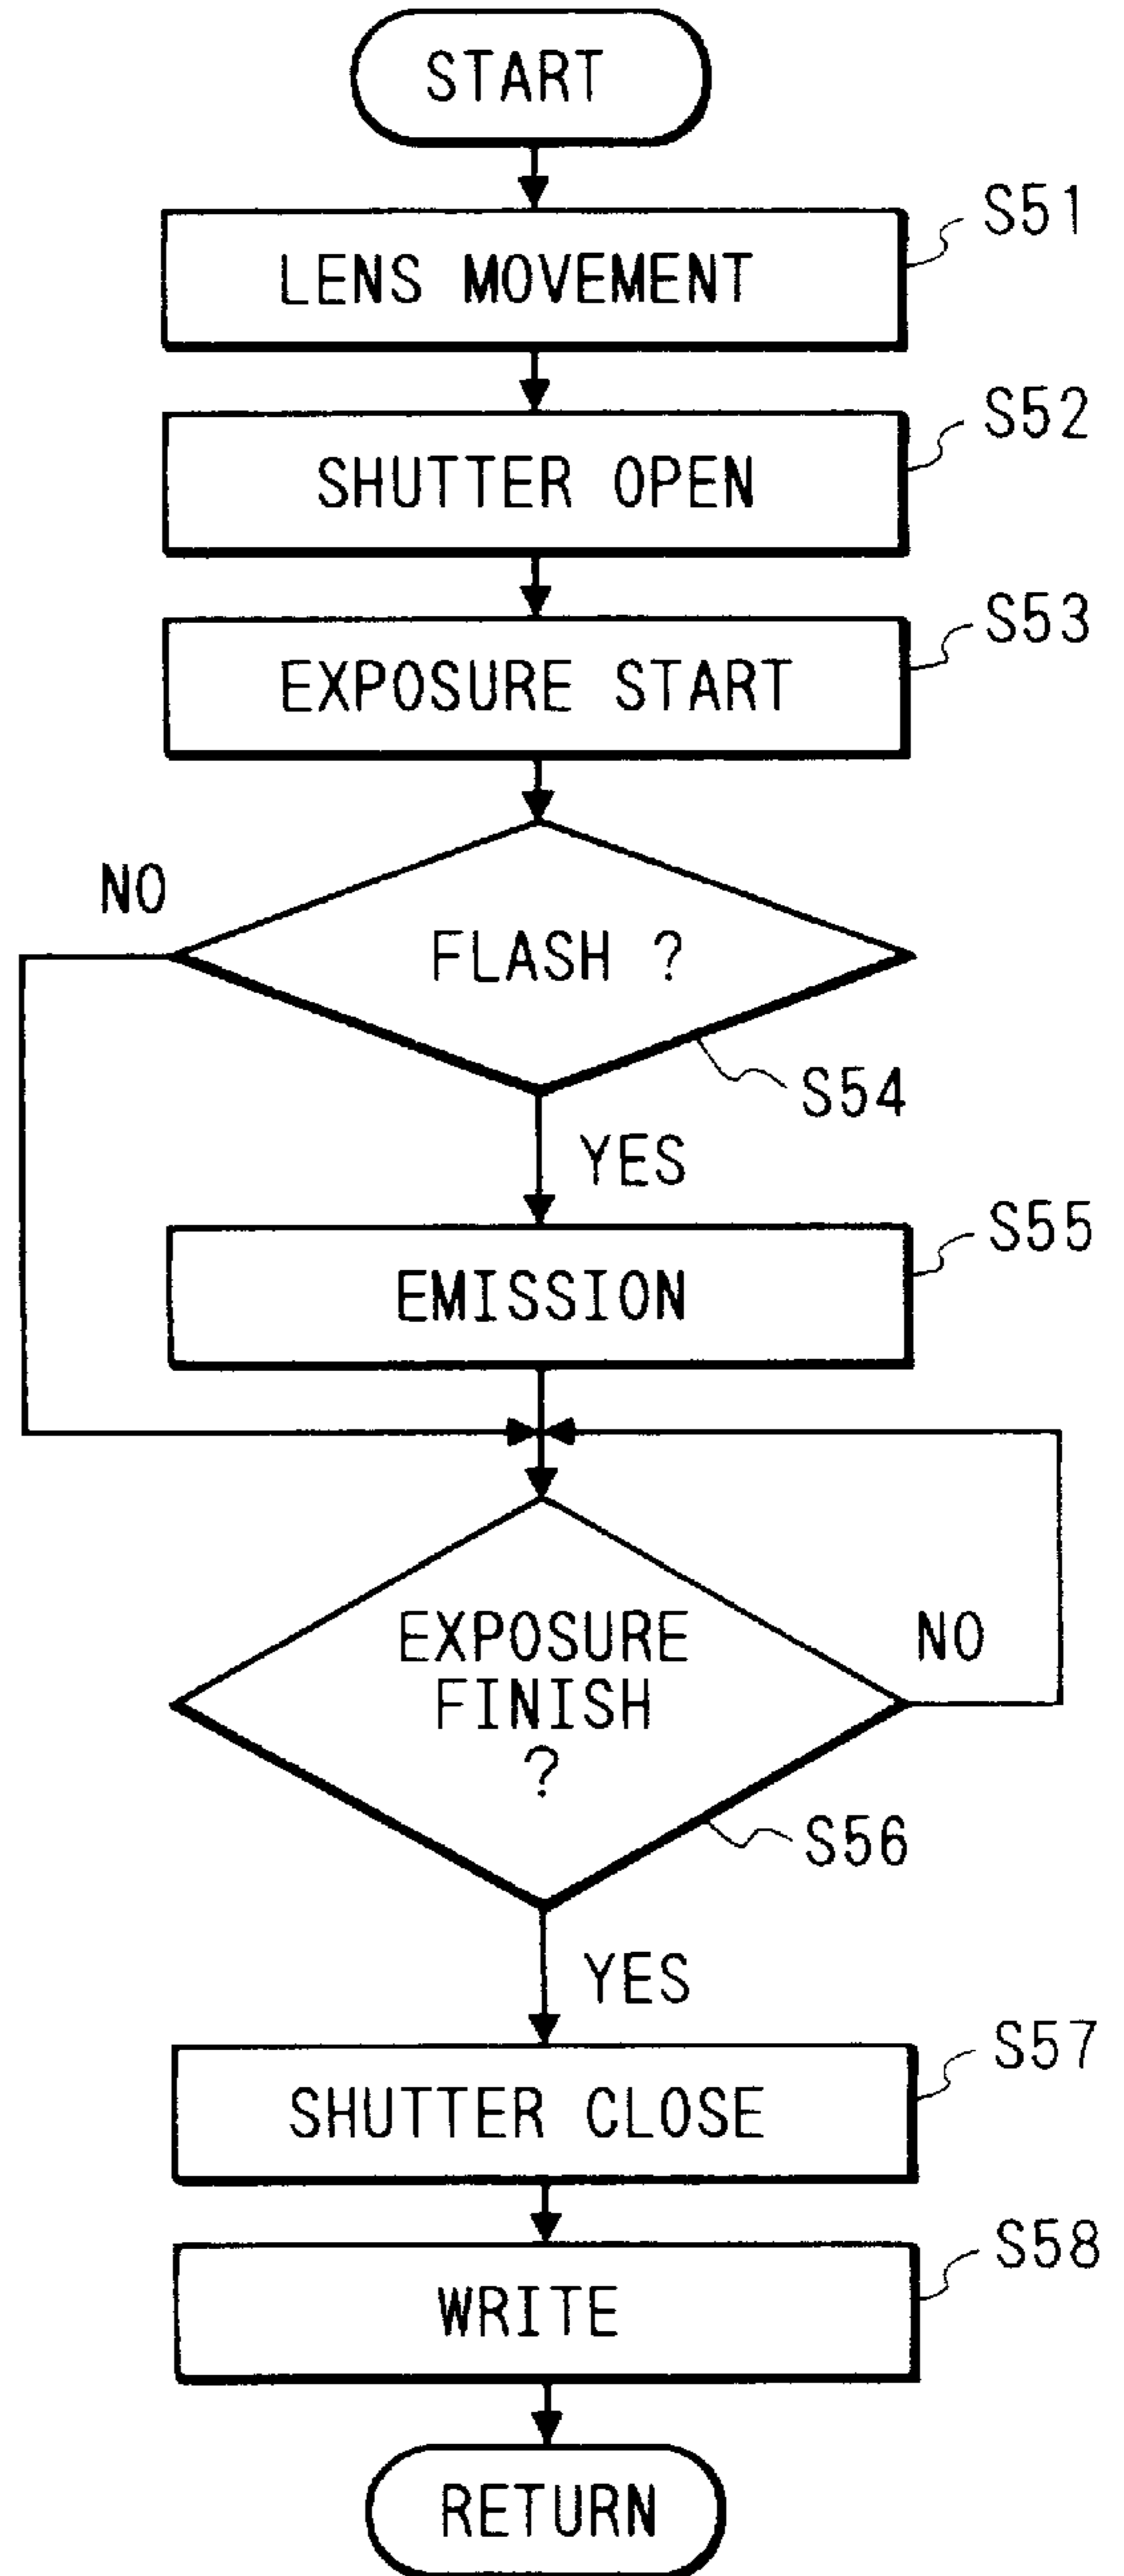 START
S51
LENS MOVEMENT
S52
SHUTTER OPEN
S53
EXPOSURE START
NO
FLASH ?
S54
YES
S55
EMISSION
EXPOSURE
NO
FINISH
?
S56
YES
S57
SHUTTER CLOSE
S58
WRITE
RETURN